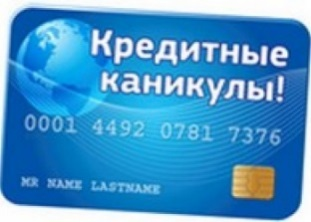 Кредитные
каникулы!
0001 4492 0781 7376
MR NAME LASTNAME